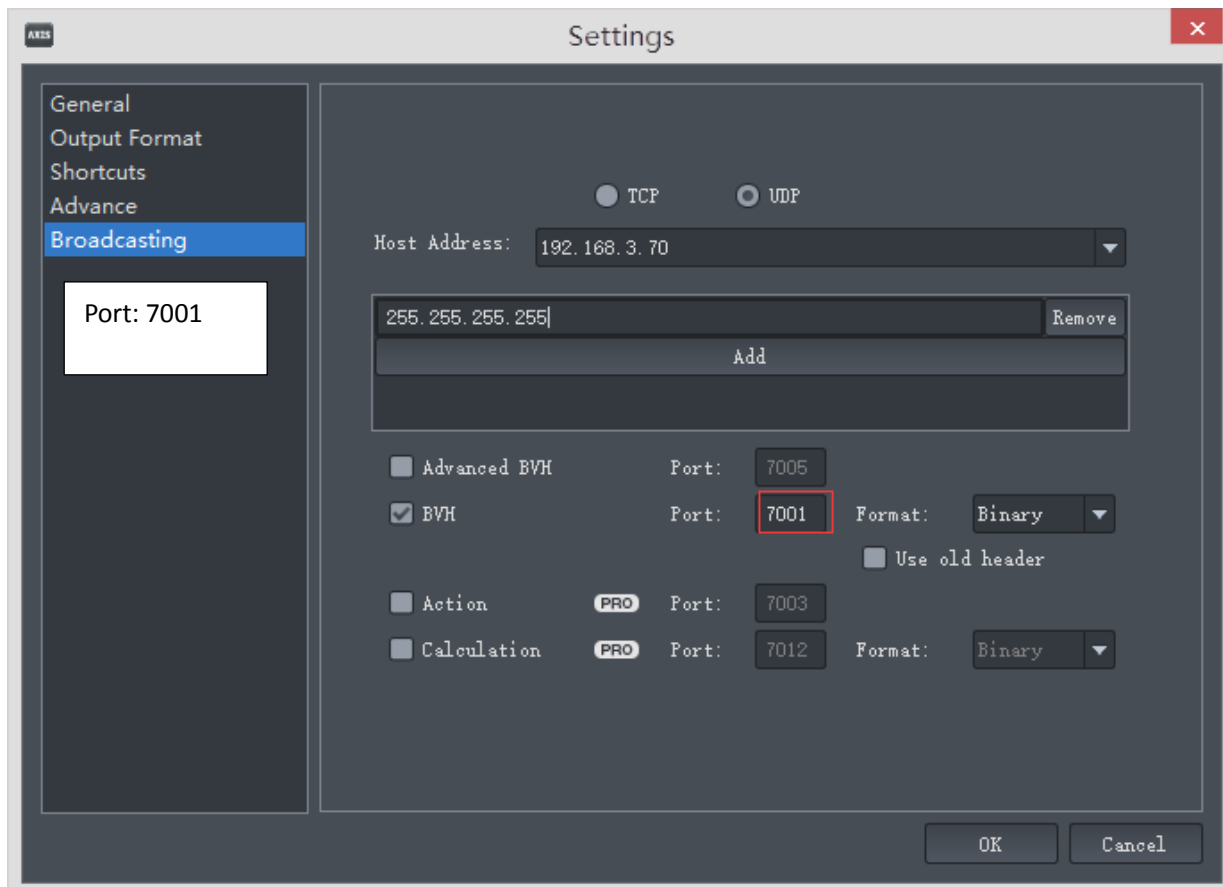 AXIS
Settings
General
Output Format
Shortcuts
Advance
Broadcasting
Port: 7001
TCP UDP
Host Address: 192.168.3.70
255.255.255.255 Remove
Add
Advanced BVH Port: 7005
BVH Port: 7001 Format: Binary
Use old header
Action PRO Port: 7003
Calculation PRO Port: 7012 Format: Binary
OK Cancel